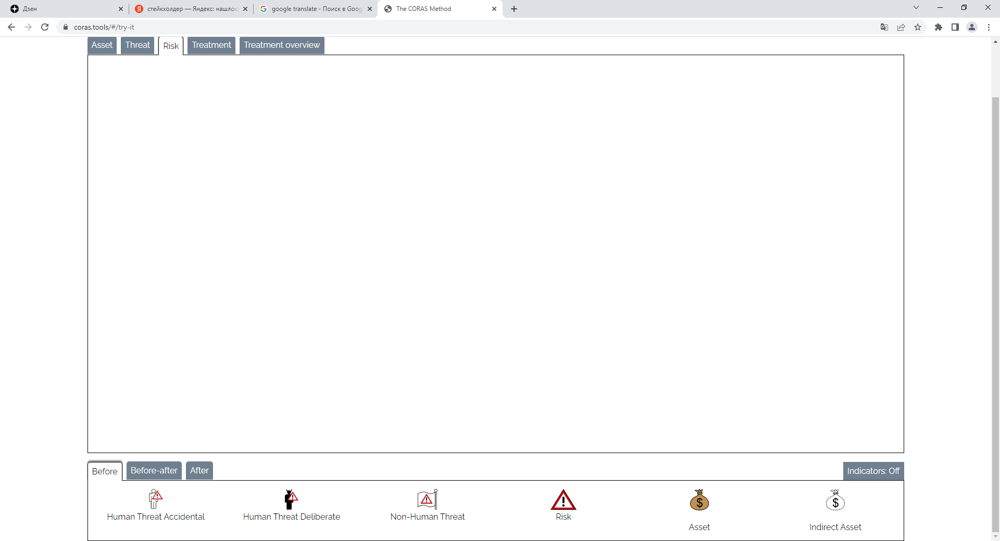 Дзен
стейкхолдер — Яндекс: нашлос
google translate - Поиск в Goog
The CORAS Method
coras.tools/#/try-it
Asset
Threat
Risk
Treatment
Treatment overview
Before
Before-after
After
Indicators: Off
Human Threat Accidental
Human Threat Deliberate
Non-Human Threat
Risk
Asset
Indirect Asset